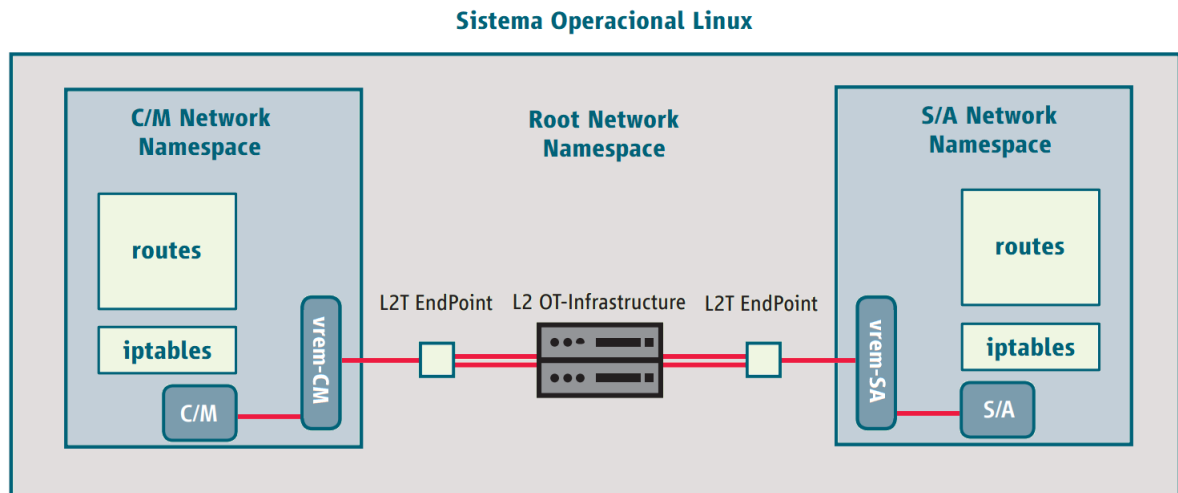 Sistema Operacional Linux
C/M Network
Namespace
routes
iptables
C/M
vrem-CM
Root Network
Namespace
L2T EndPoint
L2 OT-Infrastructure
L2T EndPoint
S/A Network
Namespace
routes
iptables
vrem-SA
S/A